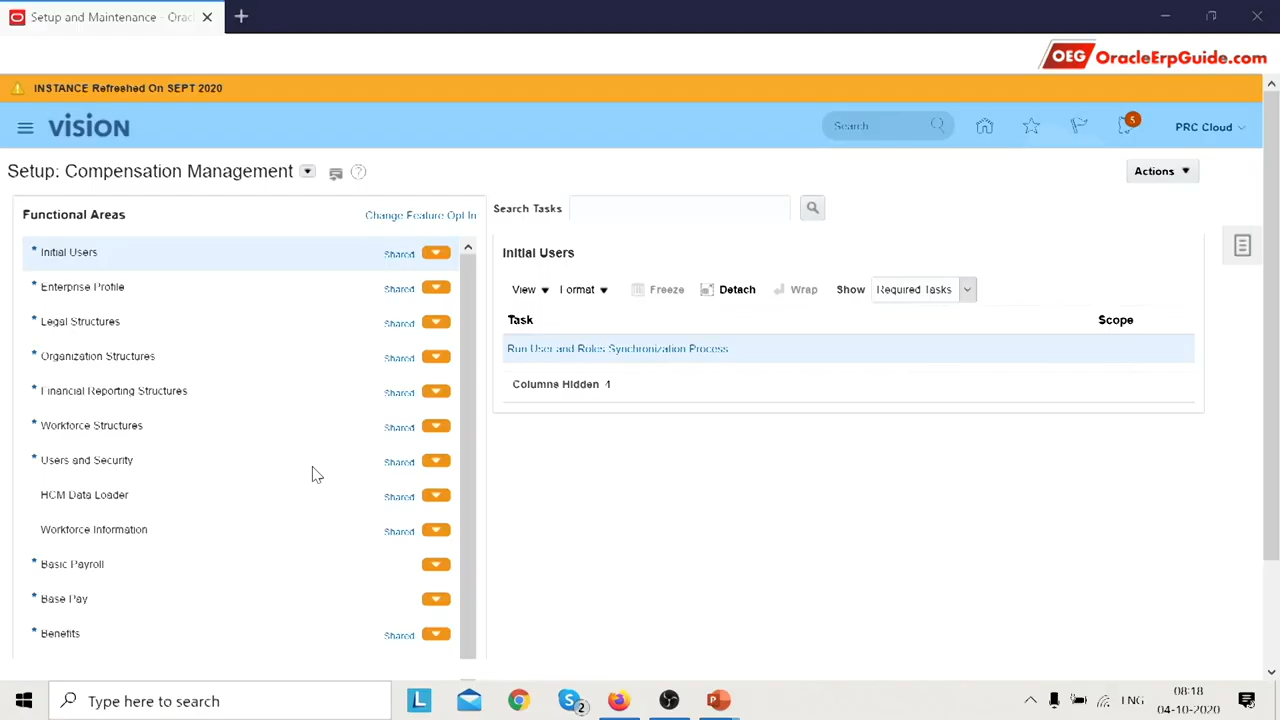 Setup and Maintenance - Orac
OEG OracleErpGuide.com
INSTANCE Refreshed On SEPT 2020
VISION
Search
5
PRC Cloud
Setup: Compensation Management
Actions
Functional Areas
Change Feature Opt In
Search Tasks
* Initial Users Shared
* Enterprise Profile Shared
* Legal Structures Shared
* Organization Structures Shared
* Financial Reporting Structures Shared
* Workforce Structures Shared
* Users and Security Shared
HCM Data Loader Shared
Workforce Information Shared
* Basic Payroll
* Base Pay
* Benefits Shared
Initial Users
View Format Freeze Detach Wrap Show Required Tasks
Task Scope
Run User and Roles Synchronization Process
Columns Hidden 4
Type here to search
L
2
ENG
08:18
04-10-2020